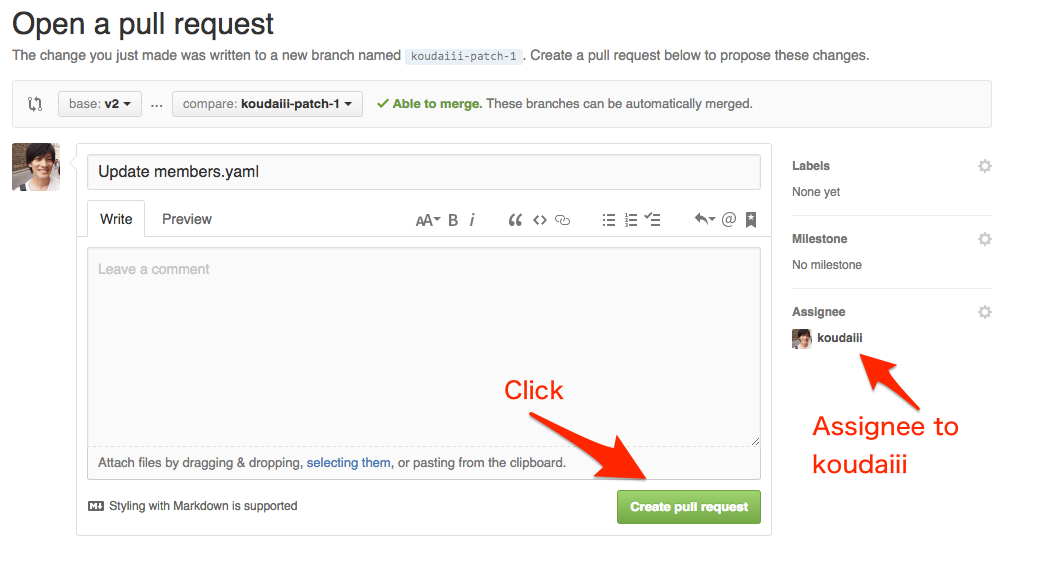 Open a pull request
The change you just made was written to a new branch named koudaiii-patch-1. Create a pull request below to propose these changes.
base: v2 ... compare: koudaiii-patch-1 Able to merge. These branches can be automatically merged.
Update members.yaml
Write Preview AA B i “ <> @
Leave a comment
Attach files by dragging & dropping, selecting them, or pasting from the clipboard.
Styling with Markdown is supported
Create pull request
Labels
None yet
Milestone
No milestone
Assignee
koudaiii
Click
Assignee to
koudaiii